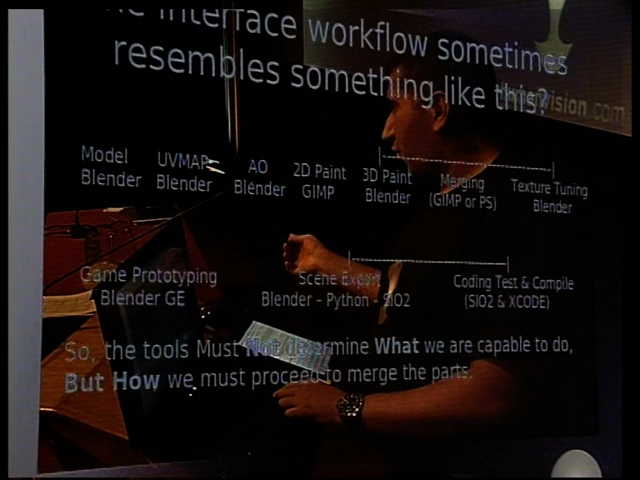 interface workflow sometimes
resembles something like this?
vision.com
Model UVMAP AO 2D Paint 3D Paint Merging Texture Tuning
Blender Blender Blender GIMP Blender (GIMP or PS) Blender
Game Prototyping Scene Export Coding Test & Compile
Blender GE Blender - Python - SIO2 (SiO2 & XCODE)
So, the tools Must Not determine What we are capable to do,
But How we must proceed to merge the parts.